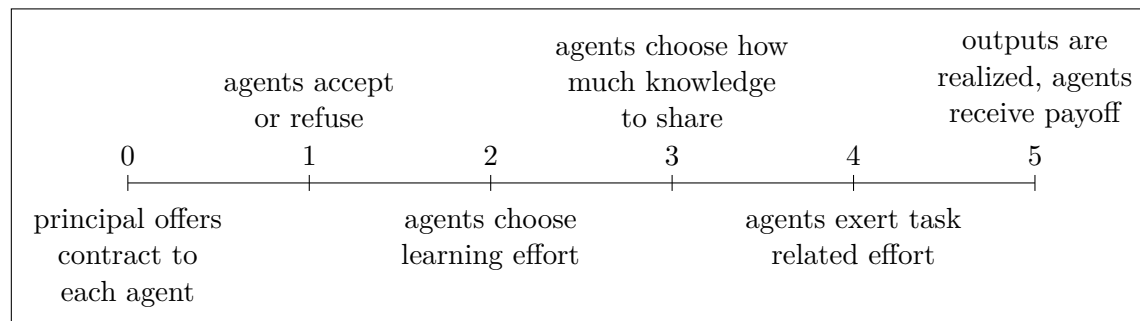 agents accept
or refuse
agents choose how
much knowledge
to share
outputs are
realized, agents
receive payoff
0
1
2
3
4
5
principal offers
contract to
each agent
agents choose
learning effort
agents exert task
related effort